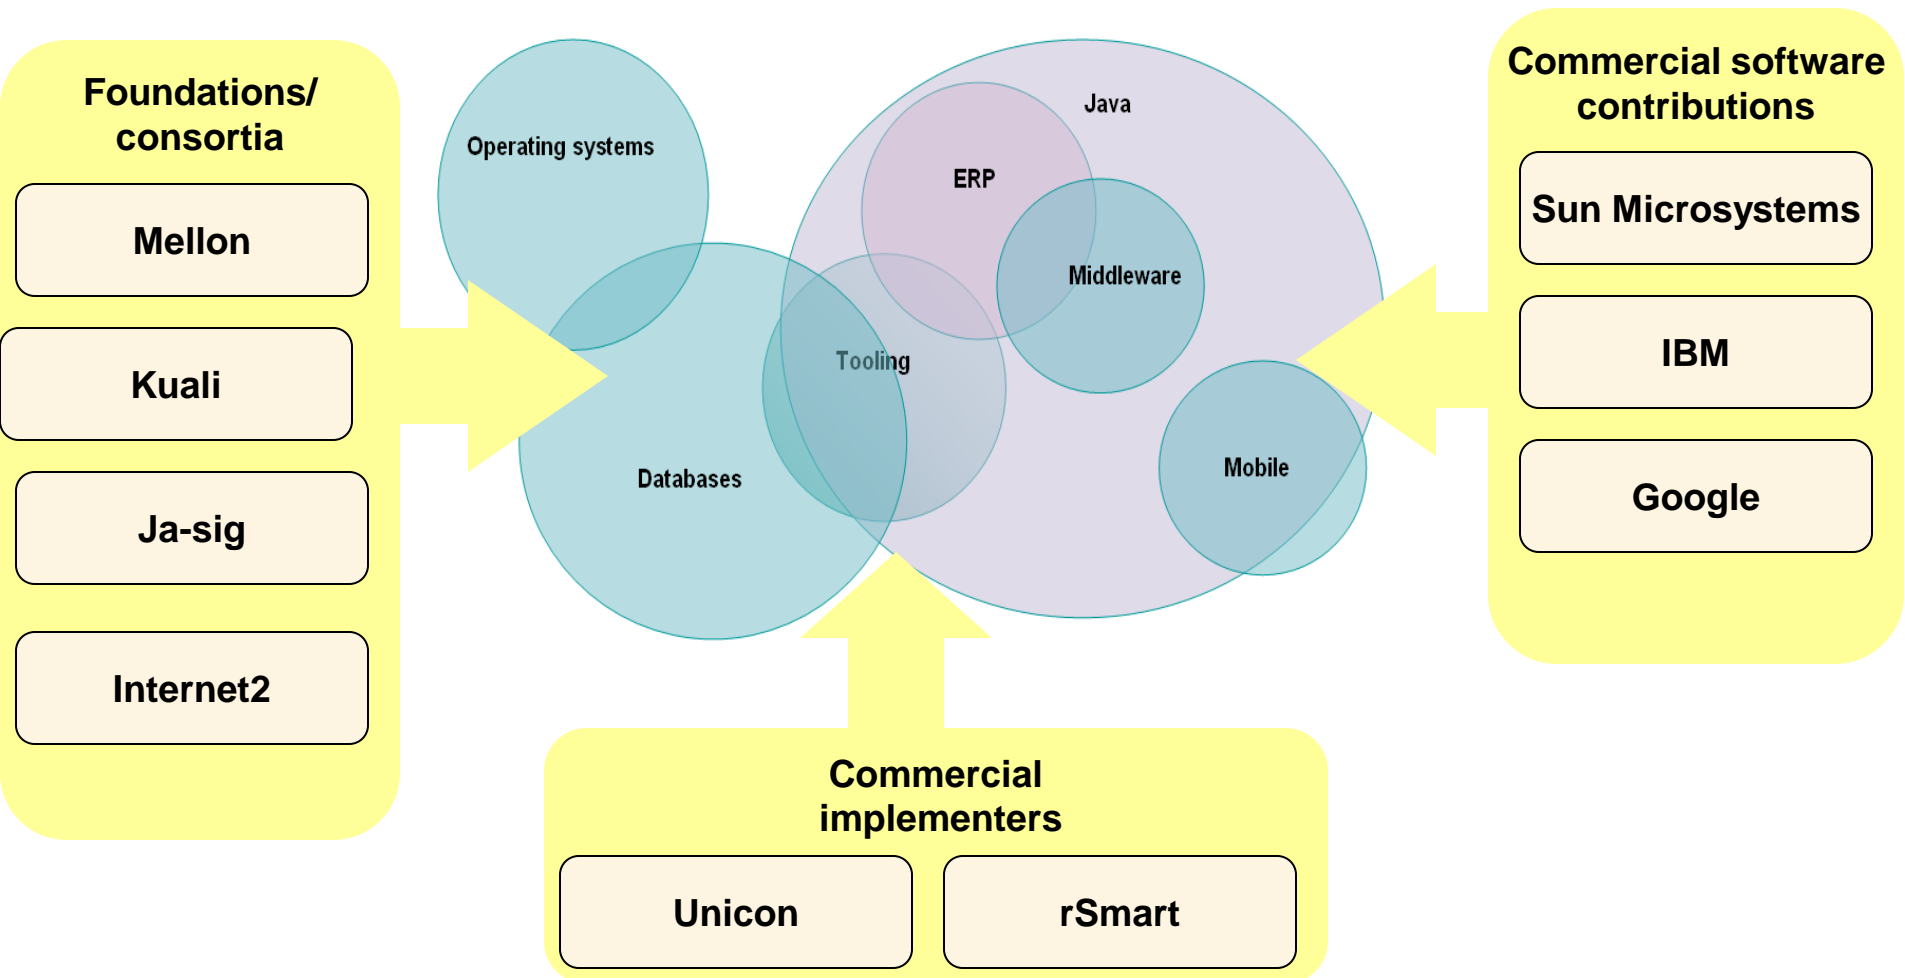 Foundations/
consortia
Mellon
Kuali
Ja-sig
Internet2
Operating systems
Java
ERP
Middleware
Tooling
Databases
Mobile
Commercial software
contributions
Sun Microsystems
IBM
Google
Commercial
implementers
Unicon
rSmart